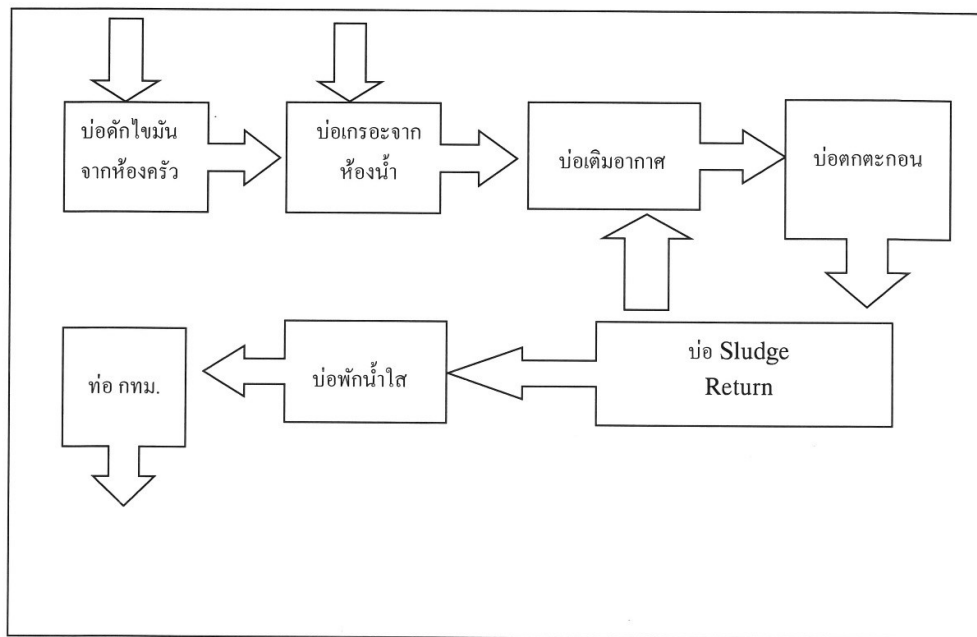 บ่อดักไขมัน
จากห้องครัว
บ่อเกรอะจาก
ห้องน้ำ
บ่อเติมอากาศ
บ่อตกตะกอน
ท่อ กทม.
บ่อพักน้ำใส
บ่อ Sludge
Return